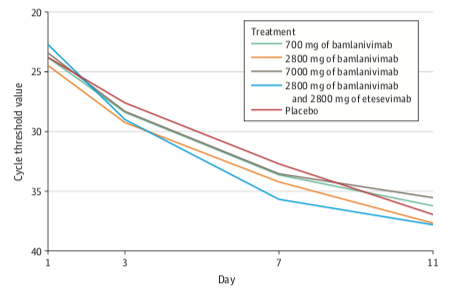 20
25
30
35
40
Cycle threshold value
Treatment
700 mg of bamlanivimab
2800 mg of bamlanivimab
7000 mg of bamlanivimab
2800 mg of bamlanivimab
and 2800 mg of etesevimab
Placebo
1
3
7
11
Day